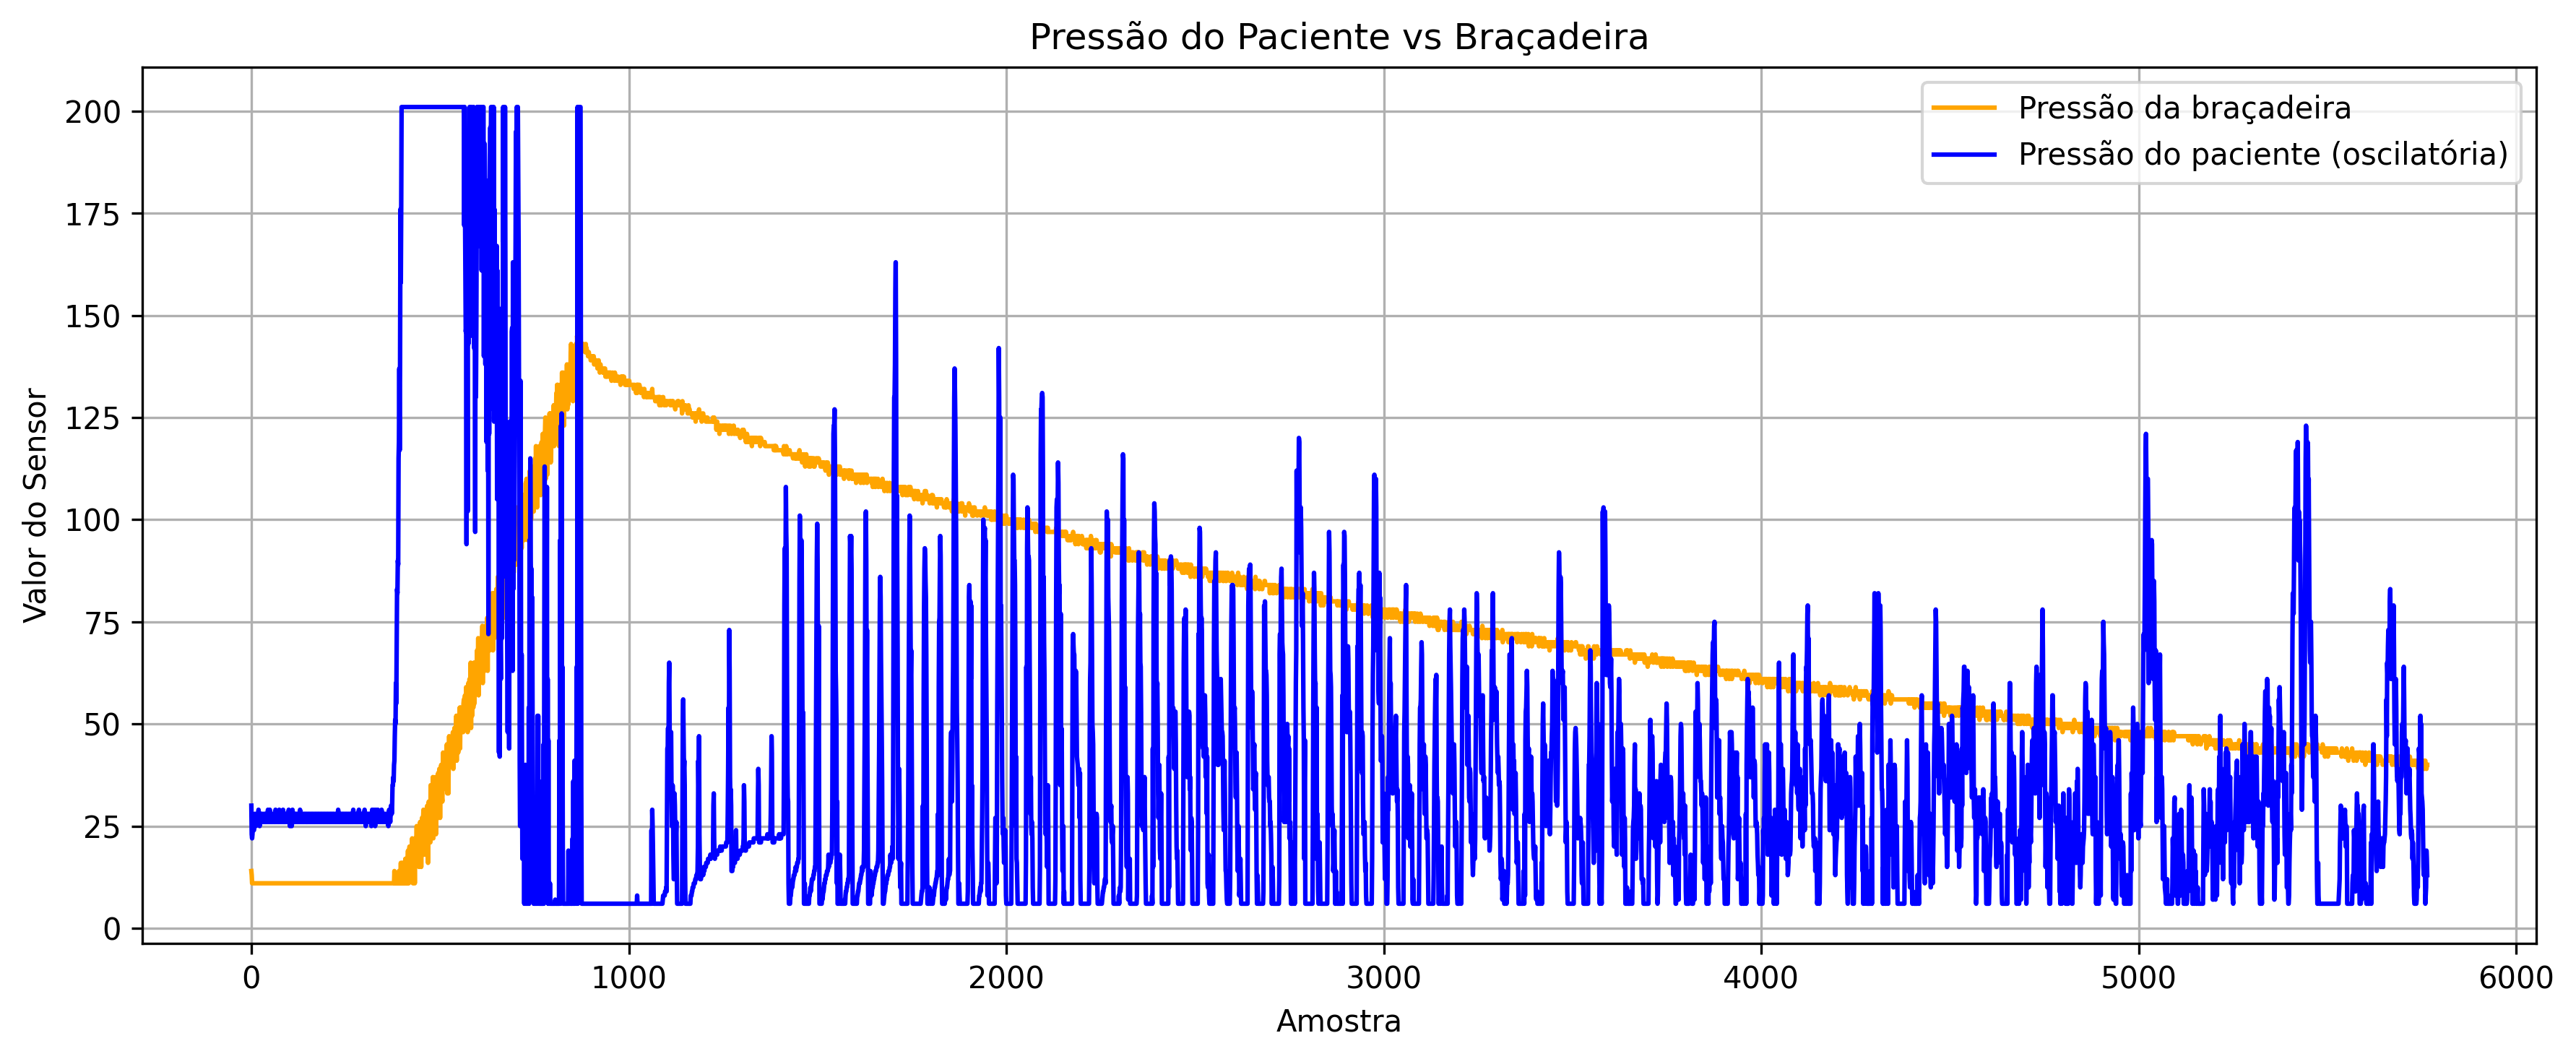 Pressão do Paciente vs Braçadeira
Pressão da braçadeira
Pressão do paciente (oscilatória)
Valor do Sensor
200
175
150
125
100
75
50
25
0
0 1000 2000 3000 4000 5000 6000
Amostra